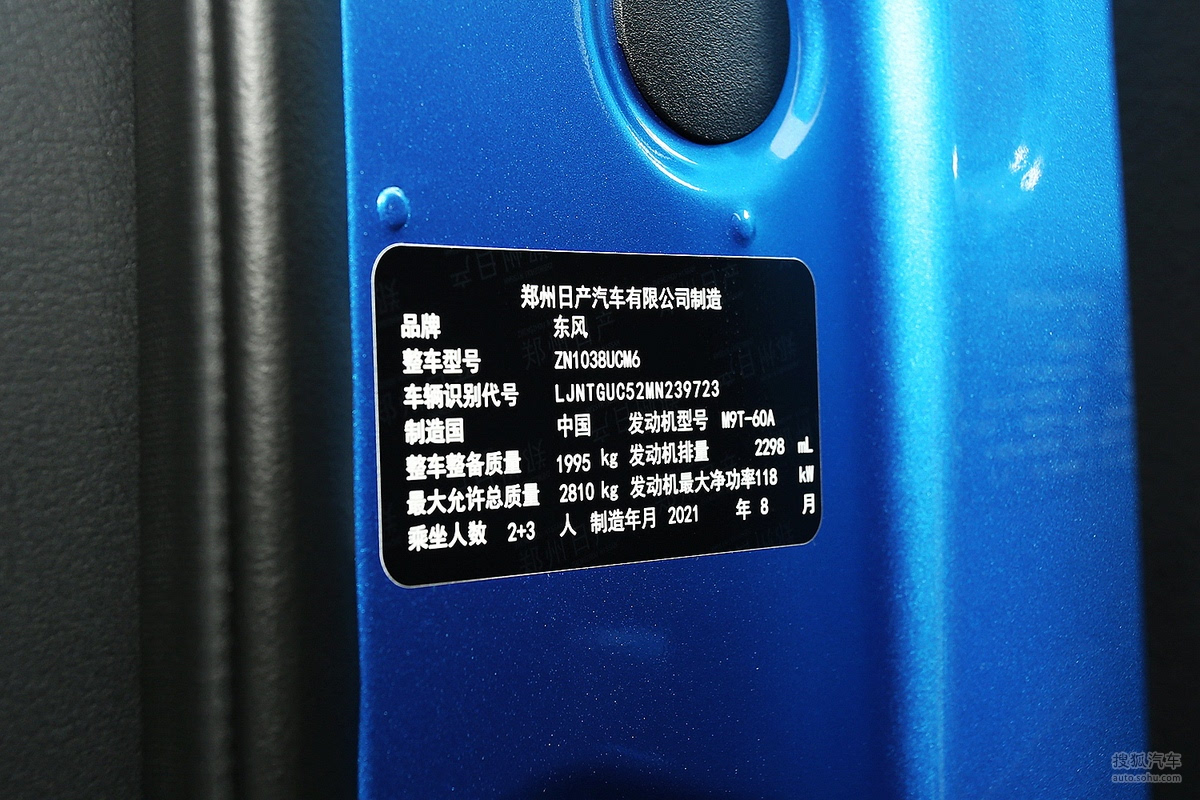 郑州日产汽车有限公司制造
品牌 东风
整车型号 ZN1038UCM6
车辆识别代号 LJNTGUC52MN239723
制造国 中国 发动机型号 M9T-60A
整车整备质量 1995 kg 发动机排量 2298 mL
最大允许总质量 2810 kg 发动机最大净功率118 kW
乘坐人数 2+3 人 制造年月 2021 年 8 月
搜狐汽车
auto.sohu.com